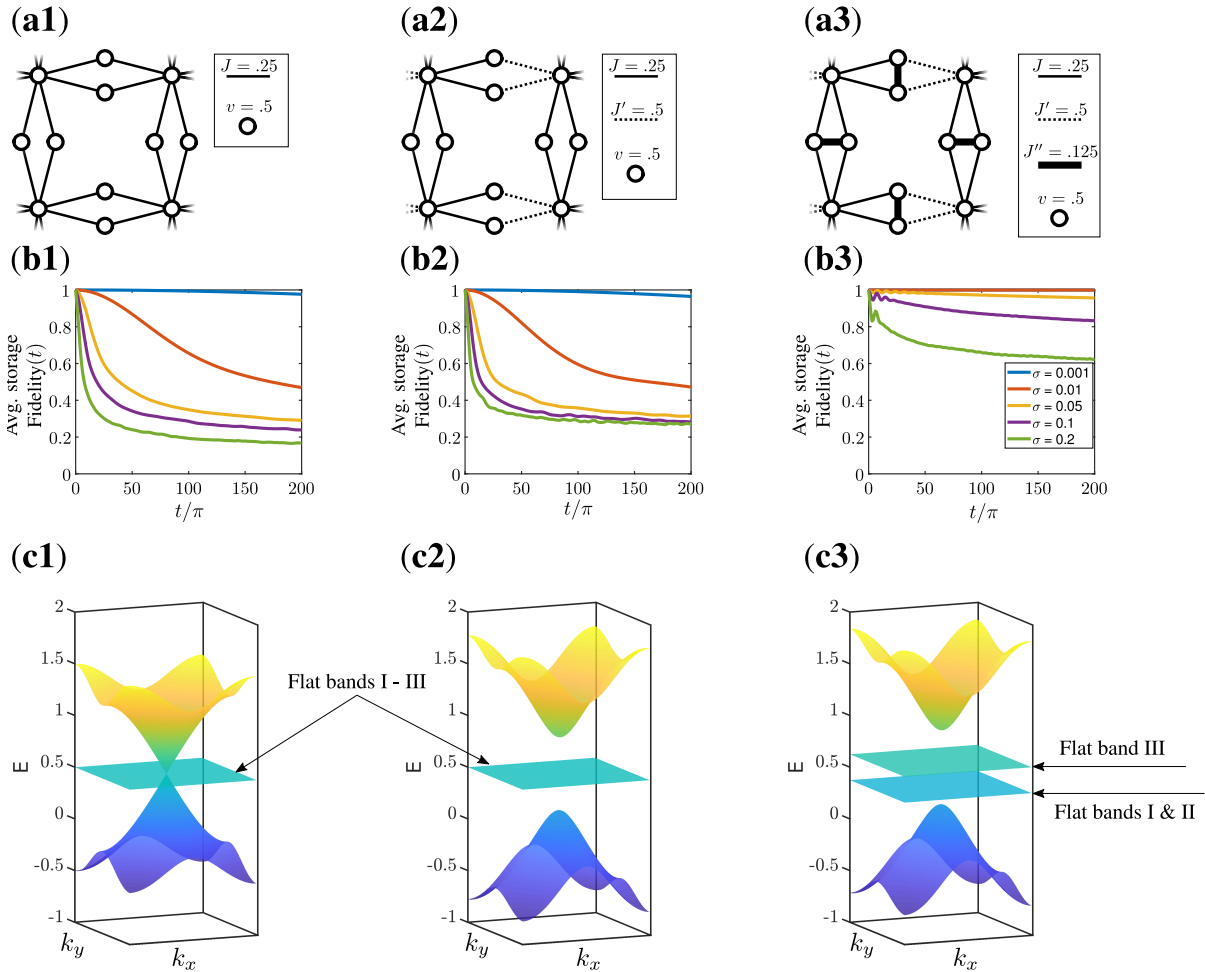 (a1)
J = .25
v = .5
(a2)
J = .25
J' = .5
v = .5
(a3)
J = .25
J' = .5
J'' = .125
v = .5
(b1)
Avg. storage
Fidelity(t)
1
0.8
0.6
0.4
0.2
0
0 50 100 150 200
t/π
(b2)
Avg. storage
Fidelity(t)
1
0.8
0.6
0.4
0.2
0
0 50 100 150 200
t/π
(b3)
Avg. storage
Fidelity(t)
1
0.8
0.6
0.4
0.2
0
0 50 100 150 200
t/π
σ = 0.001
σ = 0.01
σ = 0.05
σ = 0.1
σ = 0.2
(c1)
E
2
1.5
1
0.5
0
-0.5
-1
k_y
k_x
Flat bands I - III
(c2)
E
2
1.5
1
0.5
0
-0.5
-1
k_y
k_x
(c3)
E
2
1.5
1
0.5
0
-0.5
-1
k_y
k_x
Flat band III
Flat bands I & II